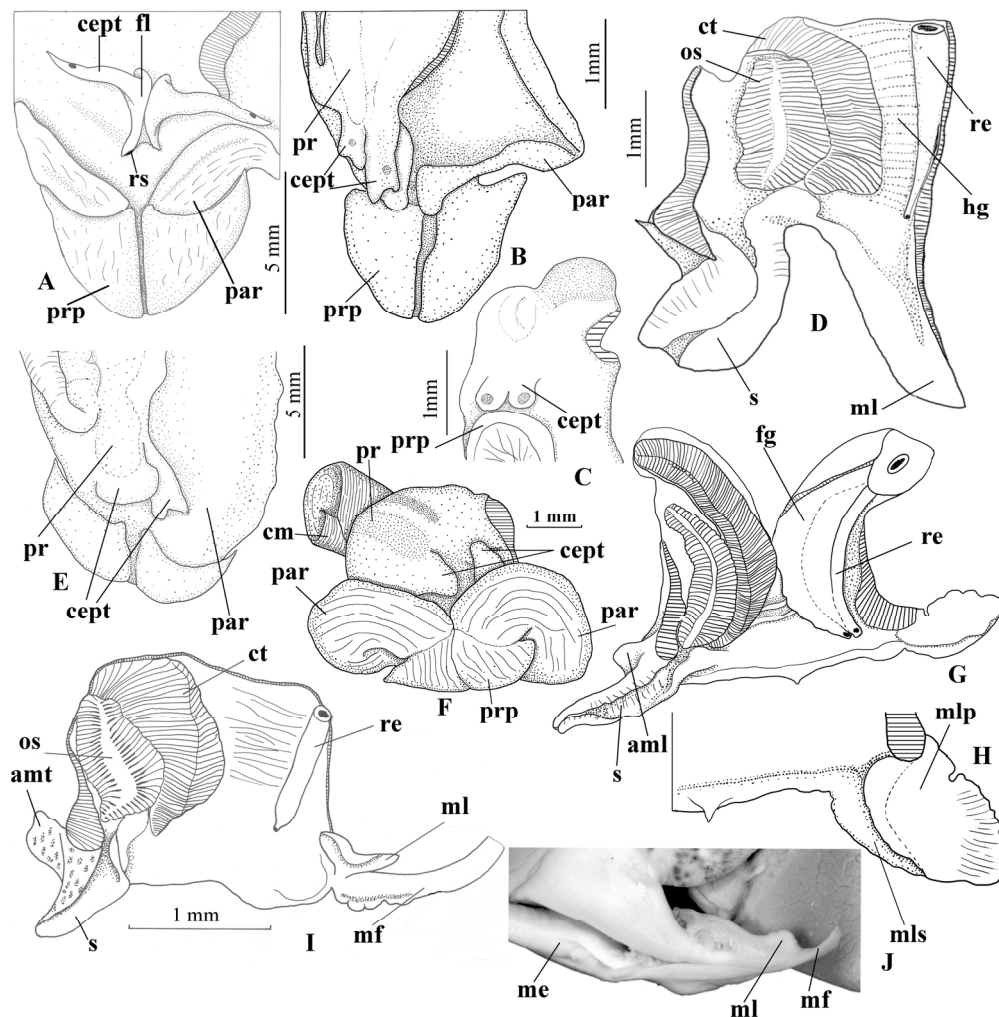 cept fl
rs
A
prp
par
5 mm
pr
cept
par
B
prp
1mm
1mm
cept
prp
C
ct
os
1mm
re
hg
D
s
ml
pr
E
cept
par
5 mm
pr
cm
cept
1 mm
par
par
F
prp
fg
re
G
aml
s
mlp
H
mls
ct
os
re
amt
ml
s
1 mm
I
mf
J
me
ml
mf